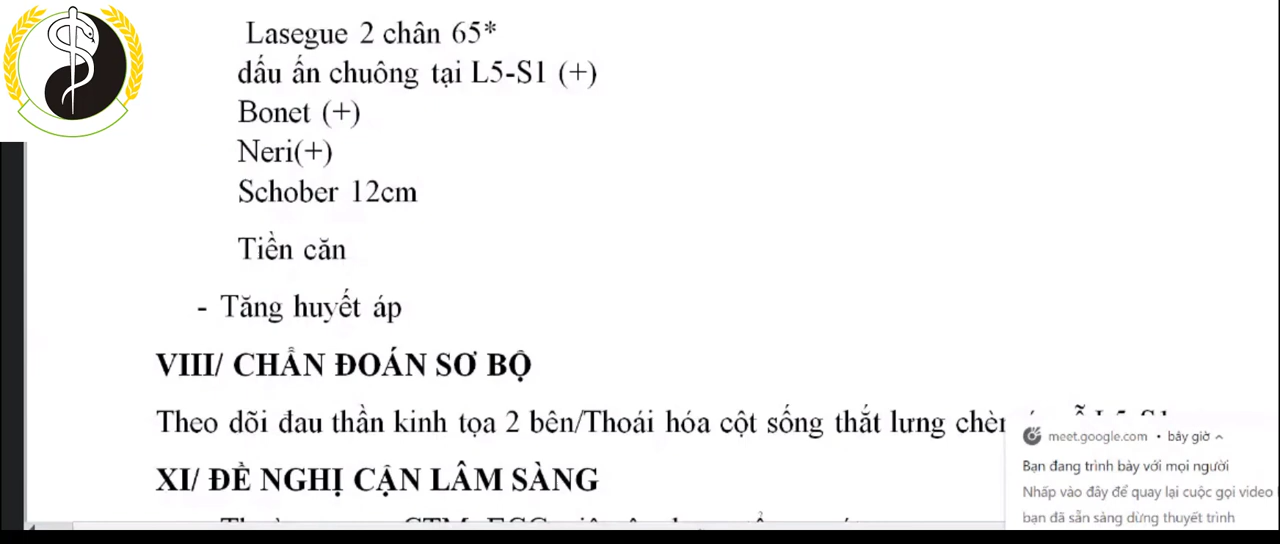 Lasegue 2 chân 65*
dấu ấn chuông tại L5-S1 (+)
Bonet (+)
Neri(+)
Schober 12cm
Tiền căn
- Tăng huyết áp
VIII/ CHẨN ĐOÁN SƠ BỘ
Theo dõi đau thần kinh tọa 2 bên/Thoái hóa cột sống thắt lưng L5-S1
XI/ ĐỀ NGHỊ CẬN LÂM SÀNG
meet.google.com • bây giờ
Bạn đang trình bày với mọi người
Nhấp vào đây để quay lại cuộc gọi video
bạn đã sẵn sàng dừng thuyết trình